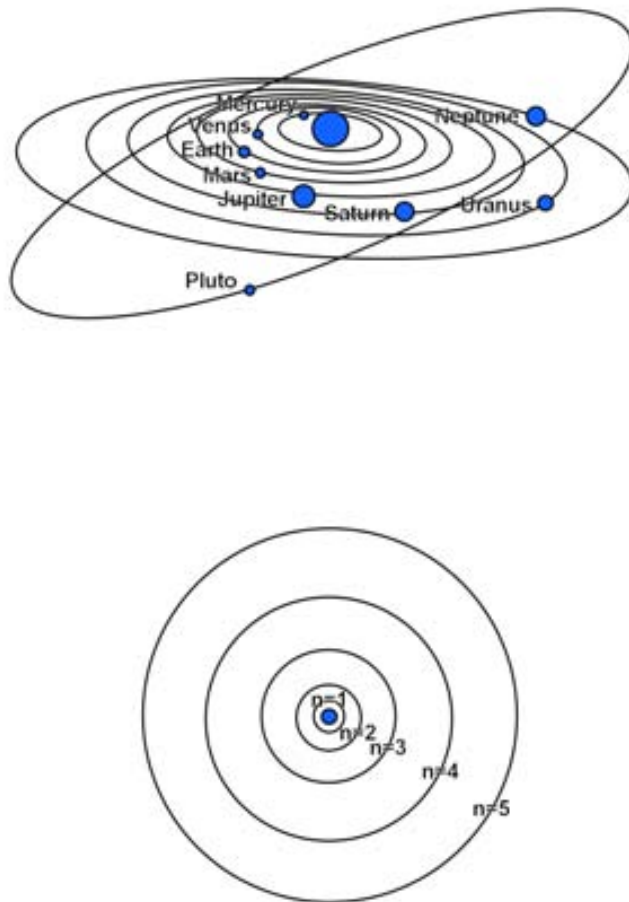 Mercury
Neptune
Venus
Earth
Mars
Jupiter
Saturn
Uranus
Pluto
n=1
n=2
n=3
n=4
n=5